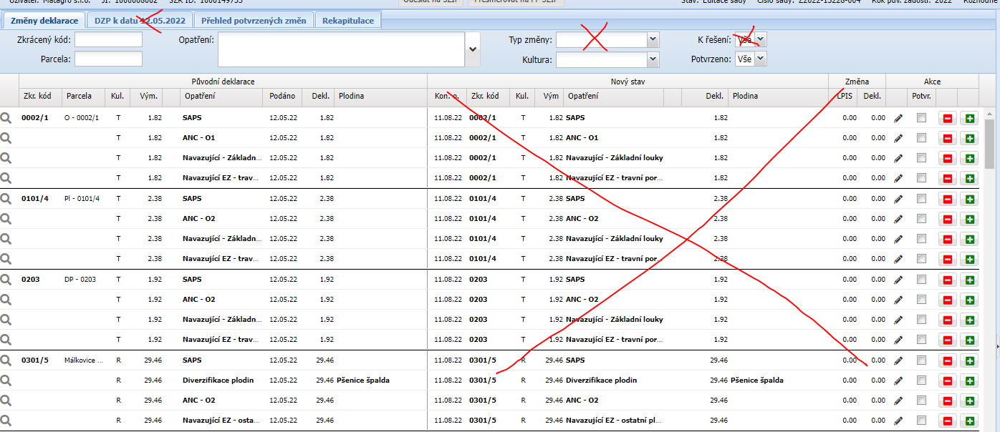 Uživatel: Matagro s.r.o. JI: 1000008002 SZR ID: 1000149755 Odeslat na SZIF Přesměrovat na PF SZIF Stav: Editace sady Číslo sady: Z2022-15228-004 Rok pův. žádosti: 2022 Rozhodné
Změny deklarace DZP k datu 12.05.2022 Přehled potvrzených změn Rekapitulace
Zkrácený kód: Opatření: Typ změny: K řešení: Vše
Parcela: Kultura: Potvrzeno: Vše
Původní deklarace Nový stav Změna Akce
Zkr. kód Parcela Kul. Vým. Opatření Podáno Dekl. Plodina Kon. o. Zkr. kód Kul. Vým Opatření Dekl. Plodina LPIS Dekl. Potvr.
0002/1 O - 0002/1 T 1.82 SAPS 12.05.22 1.82 11.08.22 0002/1 T 1.82 SAPS 1.82 0.00 0.00
T 1.82 ANC - O1 12.05.22 1.82 11.08.22 0002/1 T 1.82 ANC - O1 1.82 0.00 0.00
T 1.82 Navazující - Základn... 12.05.22 1.82 11.08.22 0002/1 T 1.82 Navazující - Základní louky 1.82 0.00 0.00
T 1.82 Navazující EZ - trav... 12.05.22 1.82 11.08.22 0002/1 T 1.82 Navazující EZ - travní por... 1.82 0.00 0.00
0101/4 Pl - 0101/4 T 2.38 SAPS 12.05.22 2.38 11.08.22 0101/4 T 2.38 SAPS 2.38 0.00 0.00
T 2.38 ANC - O2 12.05.22 2.38 11.08.22 0101/4 T 2.38 ANC - O2 2.38 0.00 0.00
T 2.38 Navazující - Základn... 12.05.22 2.38 11.08.22 0101/4 T 2.38 Navazující - Základní louky 2.38 0.00 0.00
T 2.38 Navazující EZ - trav... 12.05.22 2.38 11.08.22 0101/4 T 2.38 Navazující EZ - travní por... 2.38 0.00 0.00
0203 DP - 0203 T 1.92 SAPS 12.05.22 1.92 11.08.22 0203 T 1.92 SAPS 1.92 0.00 0.00
T 1.92 ANC - O2 12.05.22 1.92 11.08.22 0203 T 1.92 ANC - O2 1.92 0.00 0.00
T 1.92 Navazující - Základn... 12.05.22 1.92 11.08.22 0203 T 1.92 Navazující - Základní louky 1.92 0.00 0.00
T 1.92 Navazující EZ - trav... 12.05.22 1.92 11.08.22 0203 T 1.92 Navazující EZ - travní por... 1.92 0.00 0.00
0301/5 Málkovice ... R 29.46 SAPS 12.05.22 29.46 11.08.22 0301/5 R 29.46 SAPS 29.46 0.00 0.00
R 29.46 Diverzifikace plodin 12.05.22 29.46 Pšenice špalda 11.08.22 0301/5 R 29.46 Diverzifikace plodin 29.46 Pšenice špalda 0.00 0.00
R 29.46 ANC - O2 12.05.22 29.46 11.08.22 0301/5 R 29.46 ANC - O2 29.46 0.00 0.00
R 29.46 Navazující EZ - osta... 12.05.22 29.46 11.08.22 0301/5 R 29.46 Navazující EZ - ostatní pl... 29.46 0.00 0.00